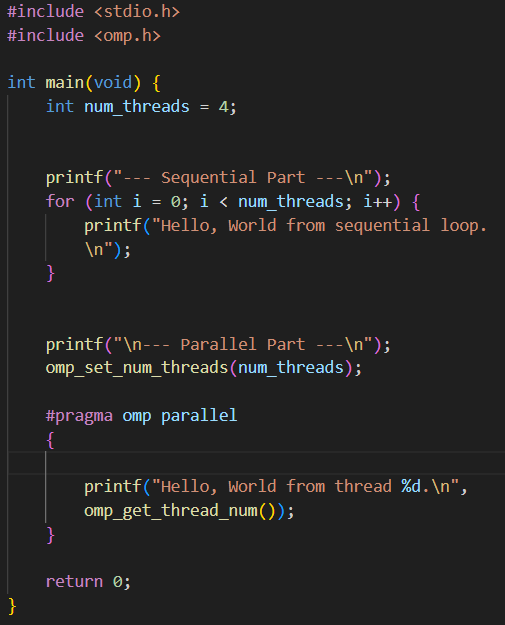 #include <stdio.h>
#include <omp.h>
int main(void) {
int num_threads = 4;
printf("--- Sequential Part ---\n");
for (int i = 0; i < num_threads; i++) {
printf("Hello, World from sequential loop.
\n");
}
printf("\n--- Parallel Part ---\n");
omp_set_num_threads(num_threads);
#pragma omp parallel
{
printf("Hello, World from thread %d.\n",
omp_get_thread_num());
}
return 0;
}